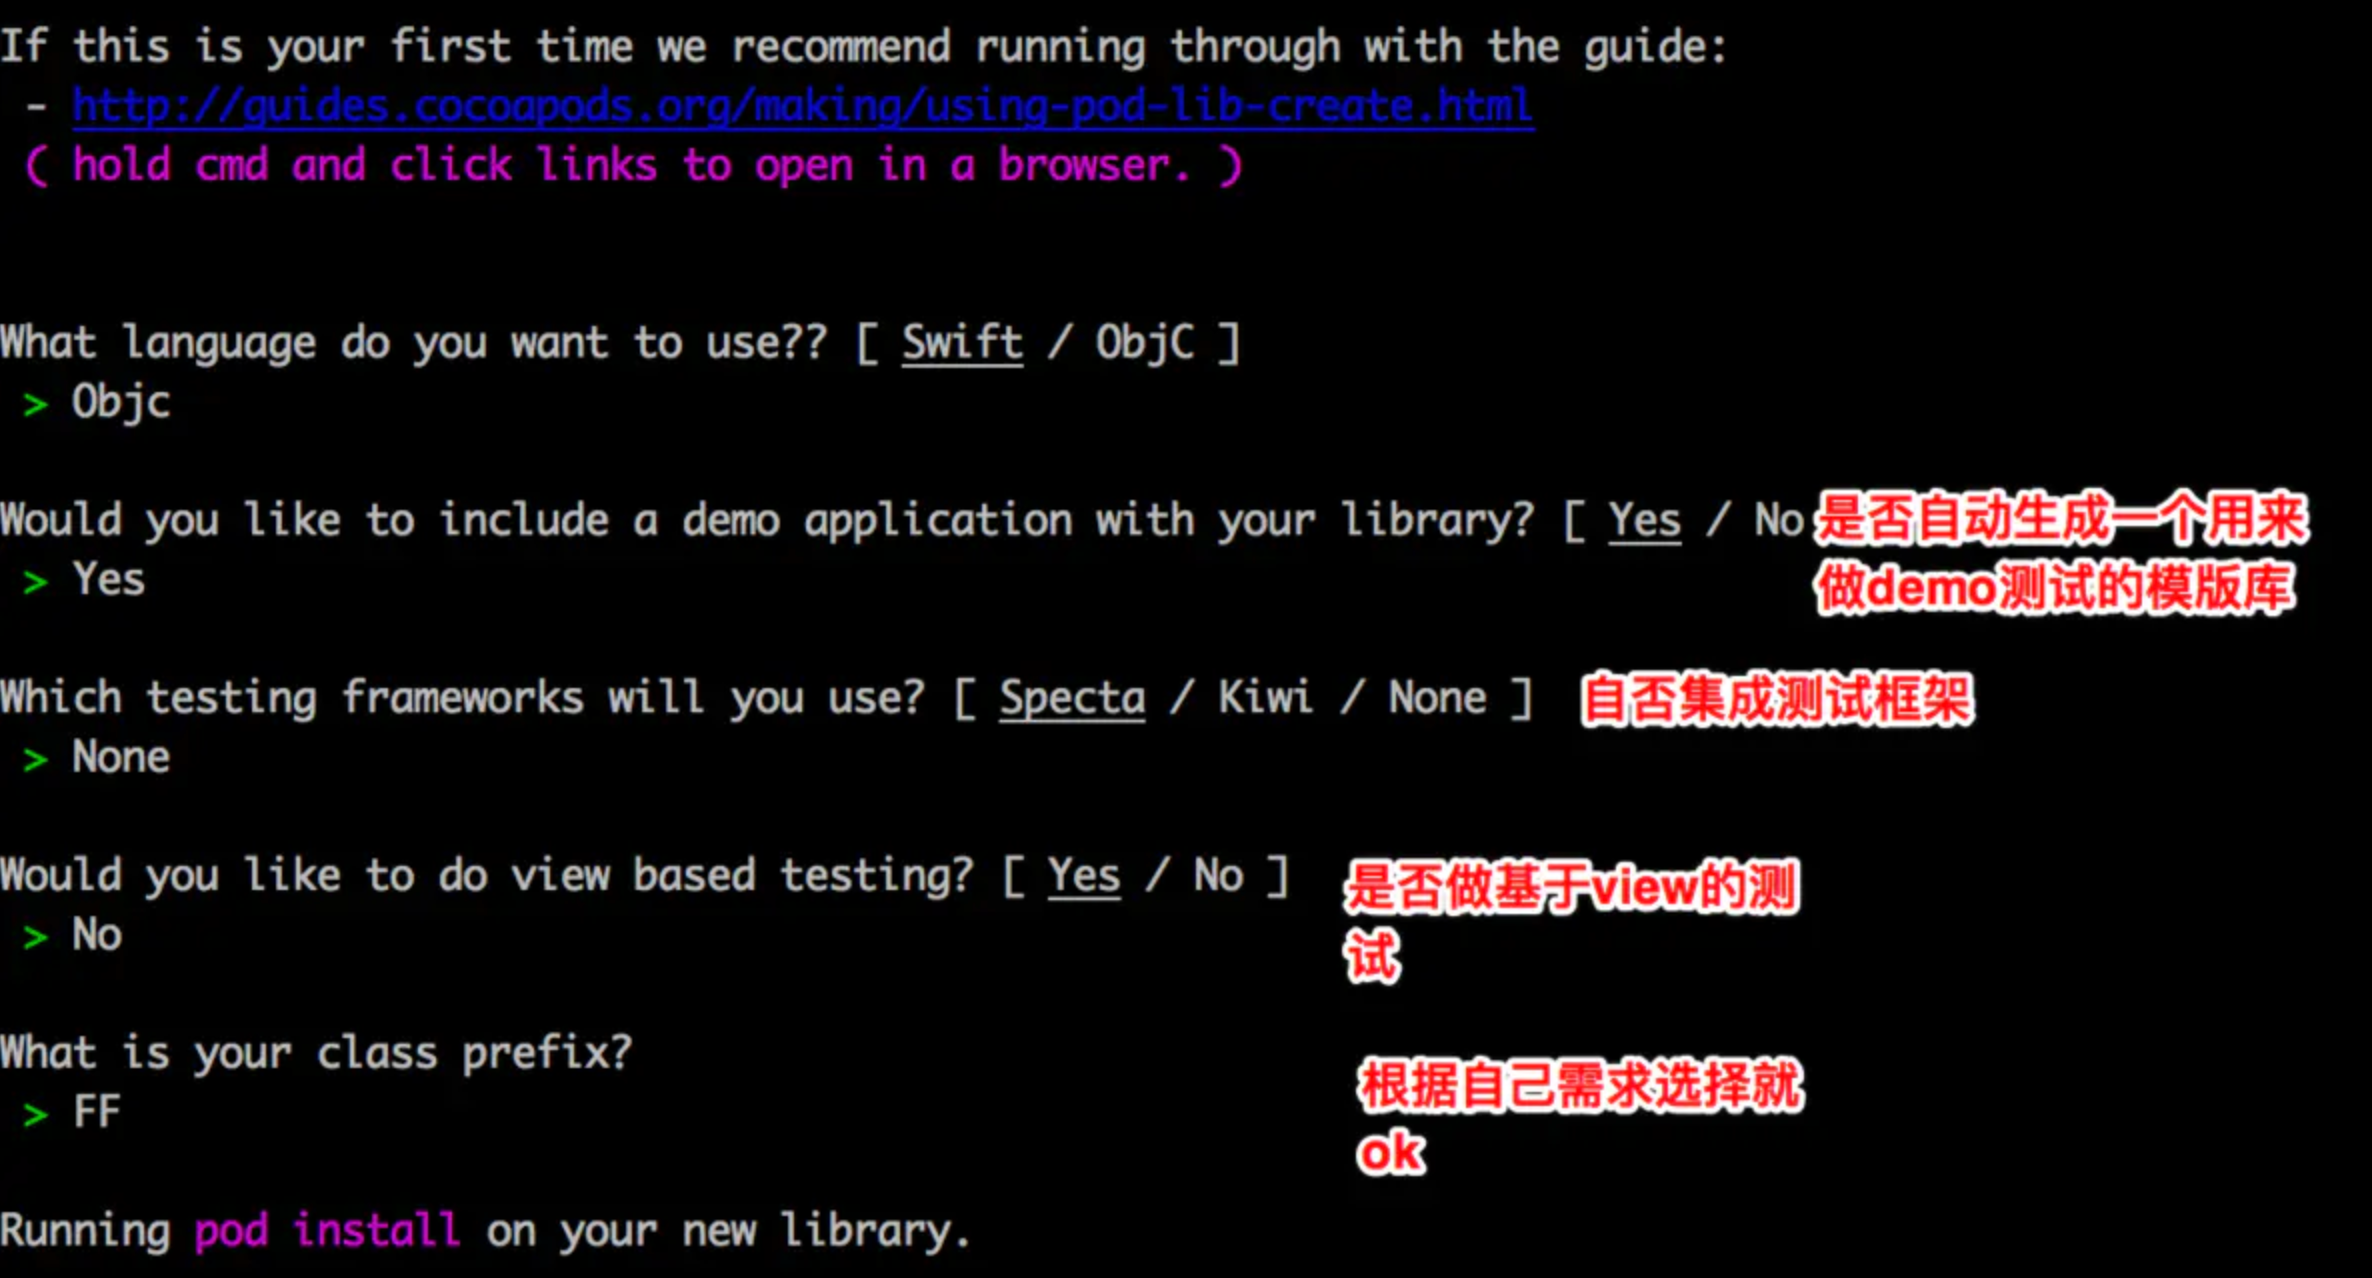 If this is your first time we recommend running through with the guide:
- http://guides.cocoapods.org/making/using-pod-lib-create.html
( hold cmd and click links to open in a browser. )
What language do you want to use?? [ Swift / ObjC ]
> Objc
Would you like to include a demo application with your library? [ Yes / No
是否自动生成一个用来
做demo测试的模版库
> Yes
Which testing frameworks will you use? [ Specta / Kiwi / None ]
自否集成测试框架
> None
Would you like to do view based testing? [ Yes / No ]
是否做基于view的测
试
> No
What is your class prefix?
> FF
根据自己需求选择就
ok
Running pod install on your new library.